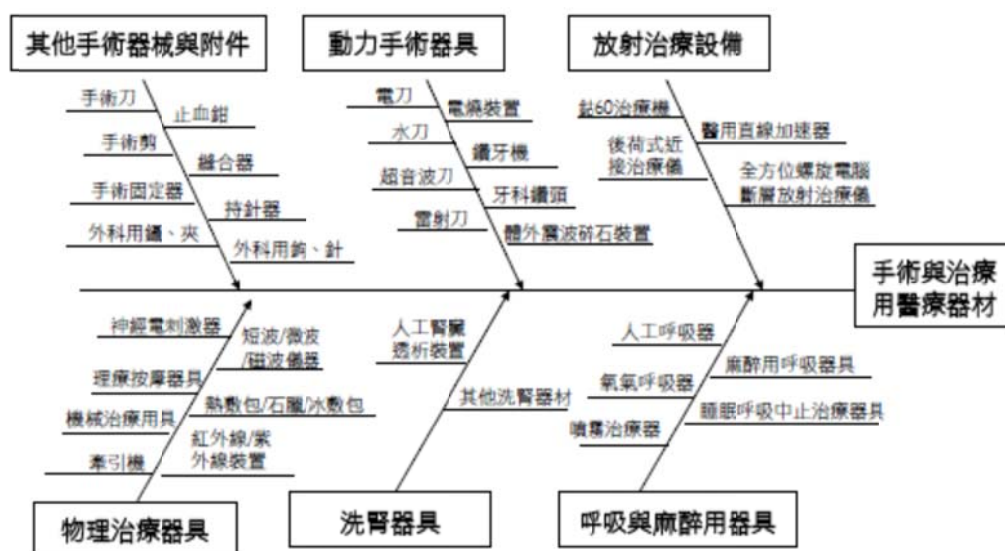 其他手術器械與附件
動力手術器具
放射治療設備
手術刀
止血鉗
手術剪
縫合器
手術固定器
持針器
外科用鑷、夾
外科用鉤、針
電刀
電燒裝置
水刀
鑽牙機
超音波刀
牙科鑽頭
雷射刀
體外震波碎石裝置
鈷60治療機
醫用直線加速器
後荷式近
接治療儀
全方位螺旋電腦
斷層放射治療儀
手術與治療
用醫療器材
神經電刺激器
短波/微波
/磁波儀器
理療按摩器具
熱敷包/石臘/冰敷包
機械治療用具
紅外線/紫
外線裝置
牽引機
人工腎臟
透析裝置
其他洗腎器材
人工呼吸器
麻醉用呼吸器具
氧氣呼吸器
睡眠呼吸中止治療器具
噴霧治療器
物理治療器具
洗腎器具
呼吸與麻醉用器具